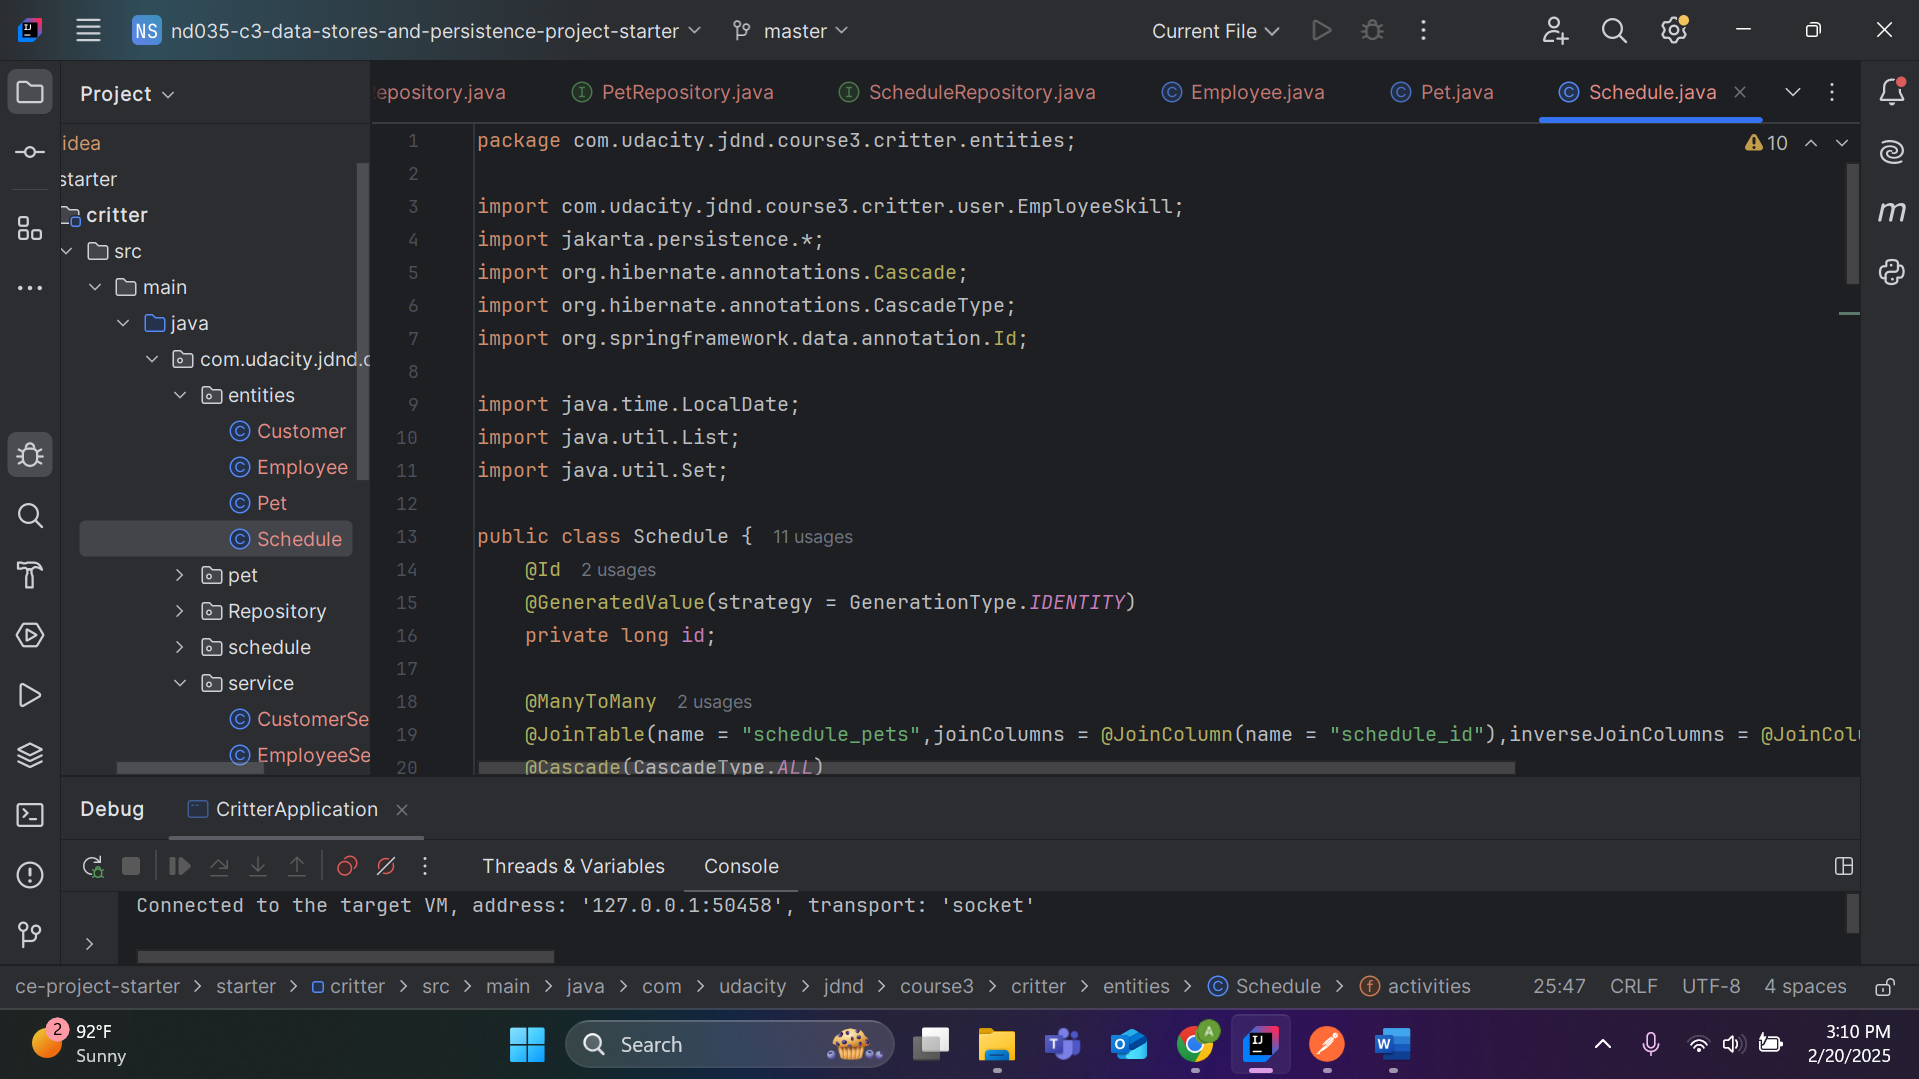 NS nd035-c3-data-stores-and-persistence-project-starter master Current File
Project
epository.java PetRepository.java ScheduleRepository.java Employee.java Pet.java Schedule.java
idea
starter
critter
src
main
java
com.udacity.jdnd.c
entities
Customer
Employee
Pet
Schedule
pet
Repository
schedule
service
CustomerSe
EmployeeSe
10
1 package com.udacity.jdnd.course3.critter.entities;
2
3 import com.udacity.jdnd.course3.critter.user.EmployeeSkill;
4 import jakarta.persistence.*;
5 import org.hibernate.annotations.Cascade;
6 import org.hibernate.annotations.CascadeType;
7 import org.springframework.data.annotation.Id;
8
9 import java.time.LocalDate;
10 import java.util.List;
11 import java.util.Set;
12
13 public class Schedule { 11 usages
14 @Id 2 usages
15 @GeneratedValue(strategy = GenerationType.IDENTITY)
16 private long id;
17
18 @ManyToMany 2 usages
19 @JoinTable(name = "schedule_pets",joinColumns = @JoinColumn(name = "schedule_id"),inverseJoinColumns = @JoinColu
20 @Cascade(CascadeType.ALL)
m
Debug CritterApplication
Threads & Variables Console
Connected to the target VM, address: '127.0.0.1:50458', transport: 'socket'
ce-project-starter > starter > critter > src > main > java > com > udacity > jdnd > course3 > critter > entities > Schedule > activities 25:47 CRLF UTF-8 4 spaces
2 92°F
Sunny
Search
A
3:10 PM
2/20/2025